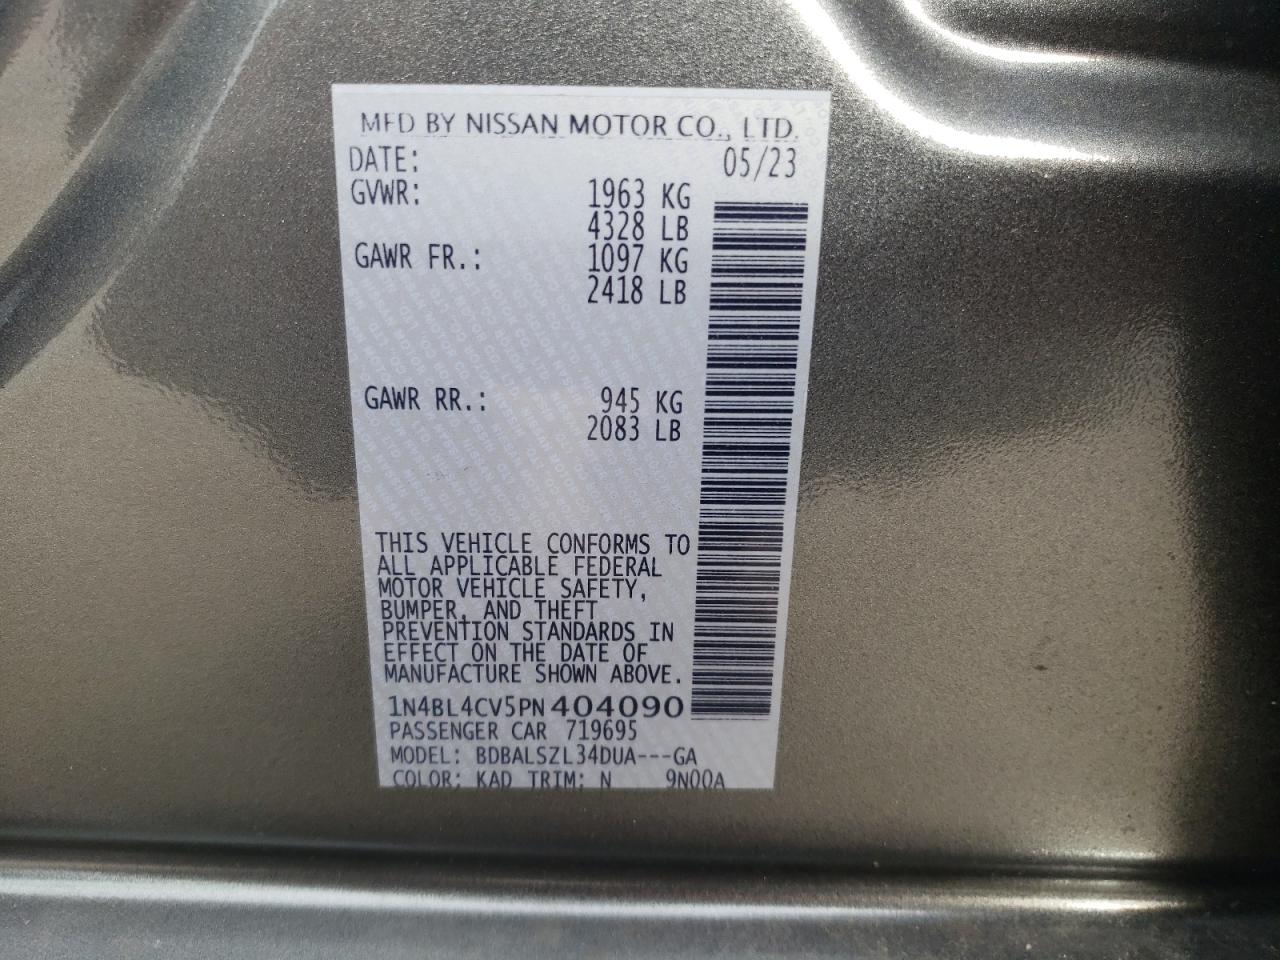 MFD BY NISSAN MOTOR CO., LTD.
DATE: 05/23
GVWR: 1963 KG
4328 LB
GAWR FR.: 1097 KG
2418 LB
GAWR RR.: 945 KG
2083 LB
THIS VEHICLE CONFORMS TO
ALL APPLICABLE FEDERAL
MOTOR VEHICLE SAFETY,
BUMPER, AND THEFT
PREVENTION STANDARDS IN
EFFECT ON THE DATE OF
MANUFACTURE SHOWN ABOVE.
1N4BL4CV5PN404090
PASSENGER CAR 719695
MODEL: BDBALSZL34DUA---GA
COLOR: KAD TRIM: N 9N00A